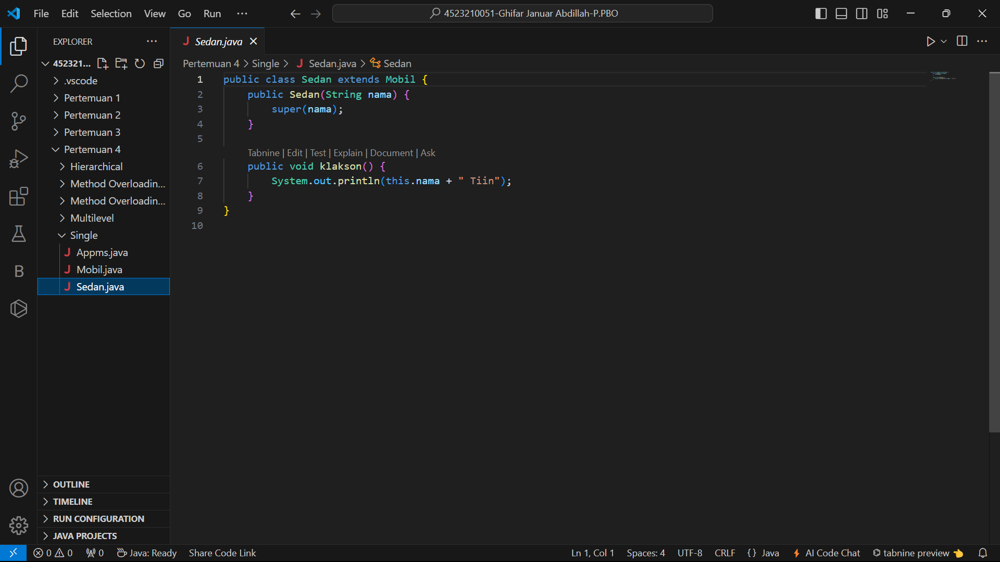 File Edit Selection View Go Run ···
4523210051-Ghifar Januar Abdillah-P.PBO
EXPLORER
J Sedan.java
452321...
Pertemuan 4 > Single > J Sedan.java > Sedan
.vscode
Pertemuan 1
Pertemuan 2
Pertemuan 3
Pertemuan 4
Hierarchical
Method Overloadin...
Method Overloadin...
Multilevel
Single
J Appms.java
J Mobil.java
J Sedan.java
B
OUTLINE
TIMELINE
RUN CONFIGURATION
JAVA PROJECTS
1 public class Sedan extends Mobil {
2 public Sedan(String nama) {
3 super(nama);
4 }
5
Tabnine | Edit | Test | Explain | Document | Ask
6 public void klakson() {
7 System.out.println(this.nama + " Tiin");
8 }
9 }
10
0 0 0 Java: Ready Share Code Link Ln 1, Col 1 Spaces: 4 UTF-8 CRLF {} Java AI Code Chat tabnine preview 👈